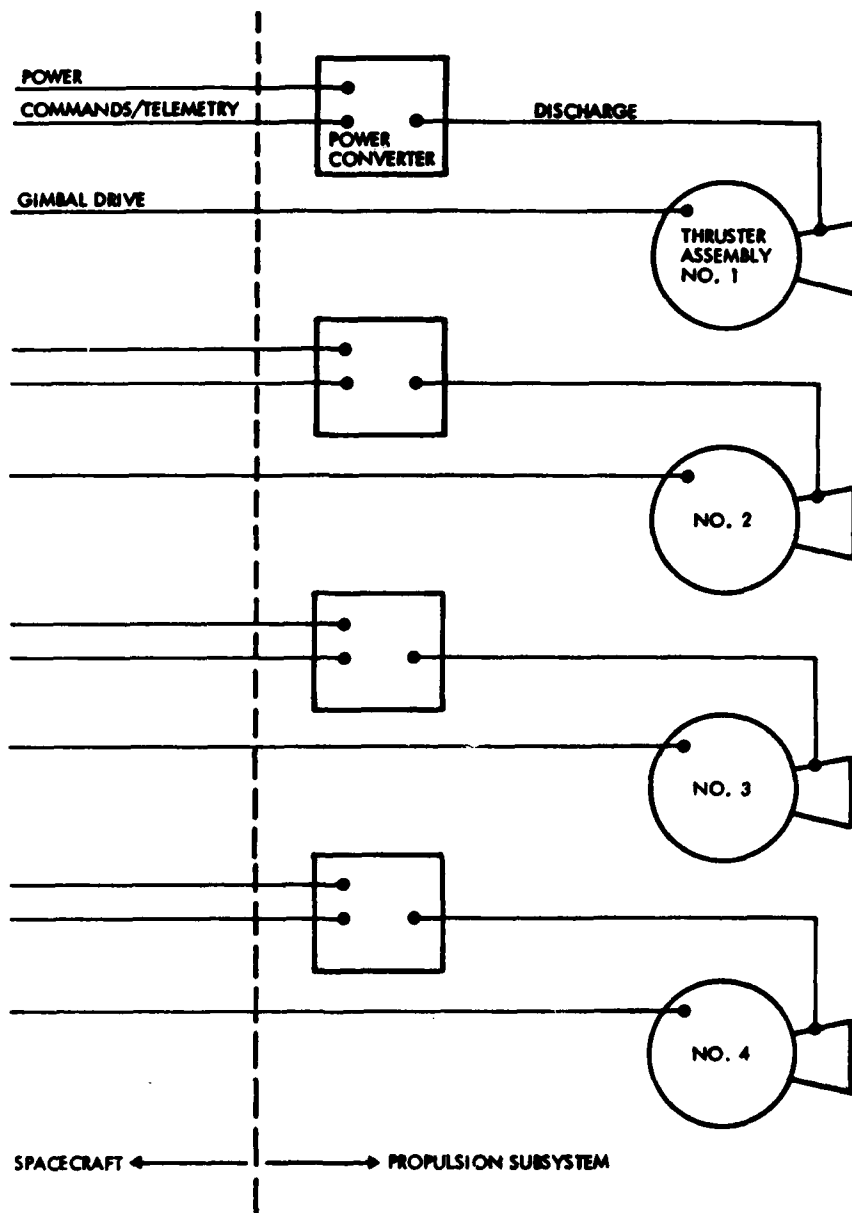 POWER
COMMANDS/TELEMETRY
POWER
CONVERTER
DISCHARGE
GIMBAL DRIVE
THRUSTER
ASSEMBLY
NO. 1
NO. 2
NO. 3
NO. 4
SPACECRAFT
PROPULSION SUBSYSTEM